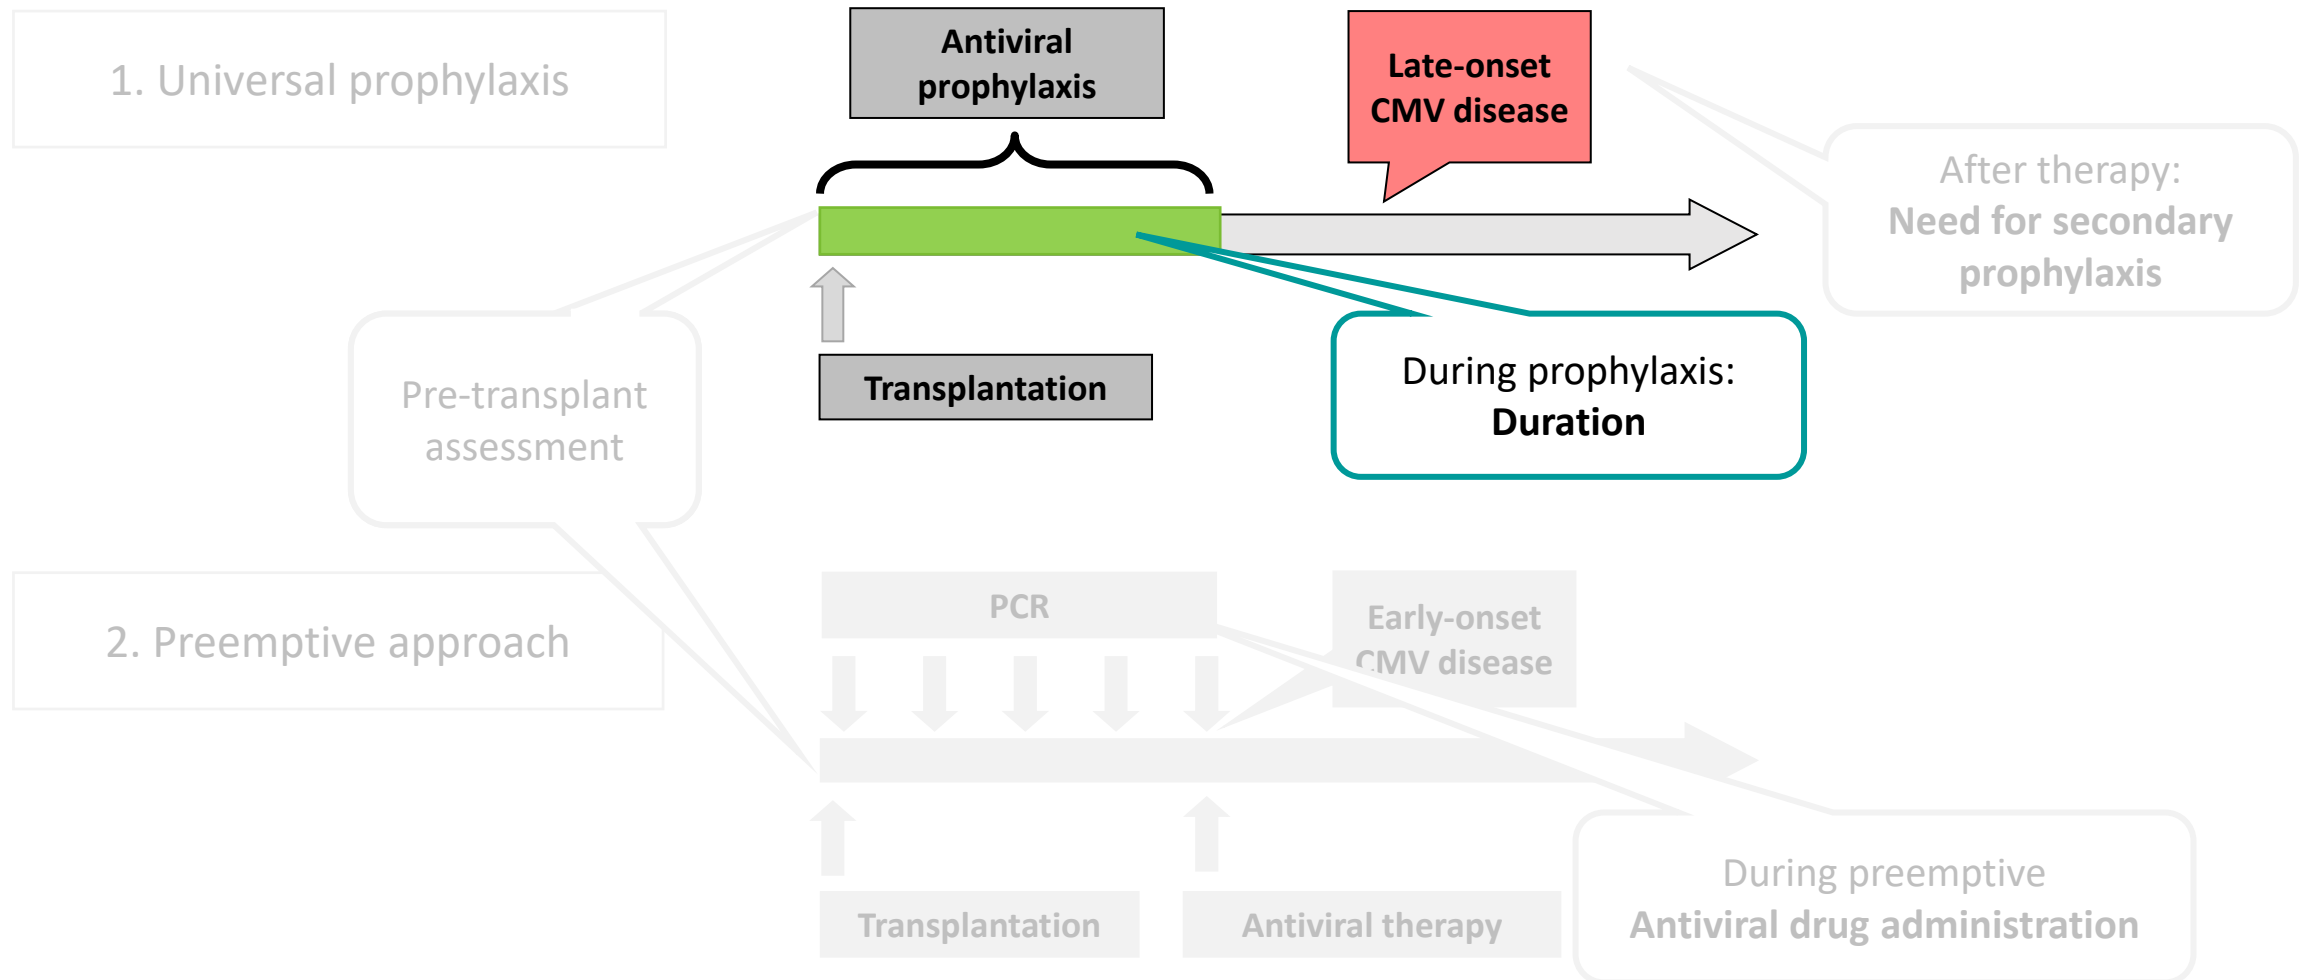 1. Universal prophylaxis
Antiviral
prophylaxis
Late-onset
CMV disease
After therapy:
Need for secondary
prophylaxis
Transplantation
During prophylaxis:
Duration
Pre-transplant
assessment
2. Preemptive approach
PCR
Early-onset
CMV disease
Transplantation
Antiviral therapy
During preemptive
Antiviral drug administration